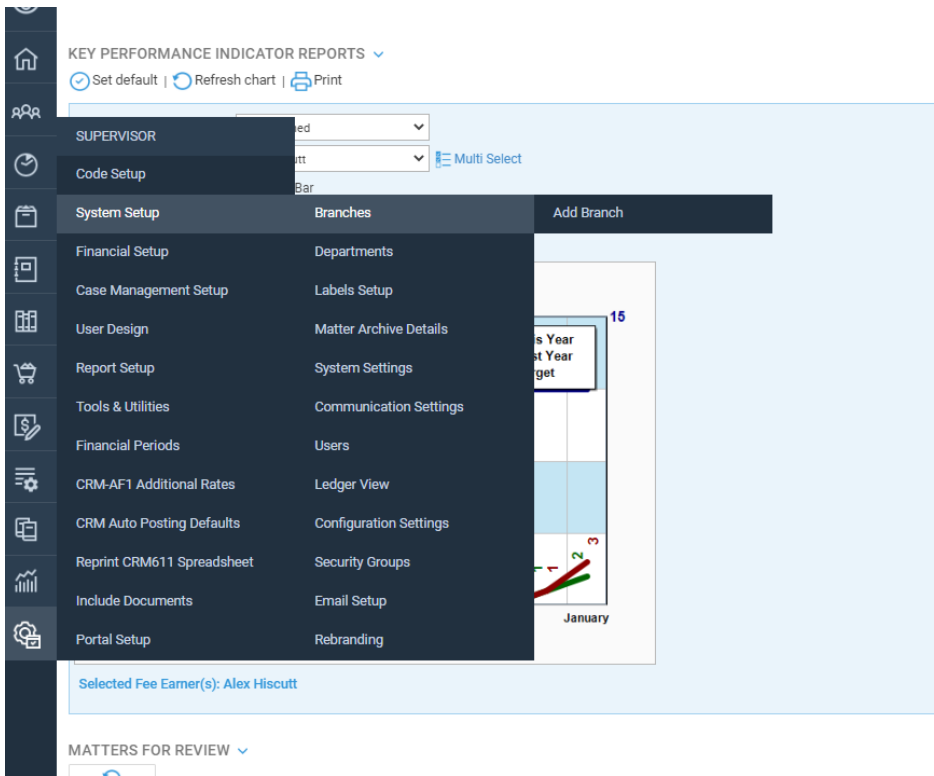 KEY PERFORMANCE INDICATOR REPORTS
Set default | Refresh chart | Print
SUPERVISOR
Multi Select
Code Setup
Bar
System Setup
Branches
Add Branch
Financial Setup
Departments
Case Management Setup
Labels Setup
15
User Design
Matter Archive Details
Year
Report Setup
System Settings
Year
Tools & Utilities
Communication Settings
Financial Periods
Users
CRM-AF1 Additional Rates
Ledger View
CRM Auto Posting Defaults
Configuration Settings
Reprint CRM611 Spreadsheet
Security Groups
1 1 2 3
Include Documents
Email Setup
January
Portal Setup
Rebranding
Selected Fee Earner(s): Alex Hiscutt
MATTERS FOR REVIEW